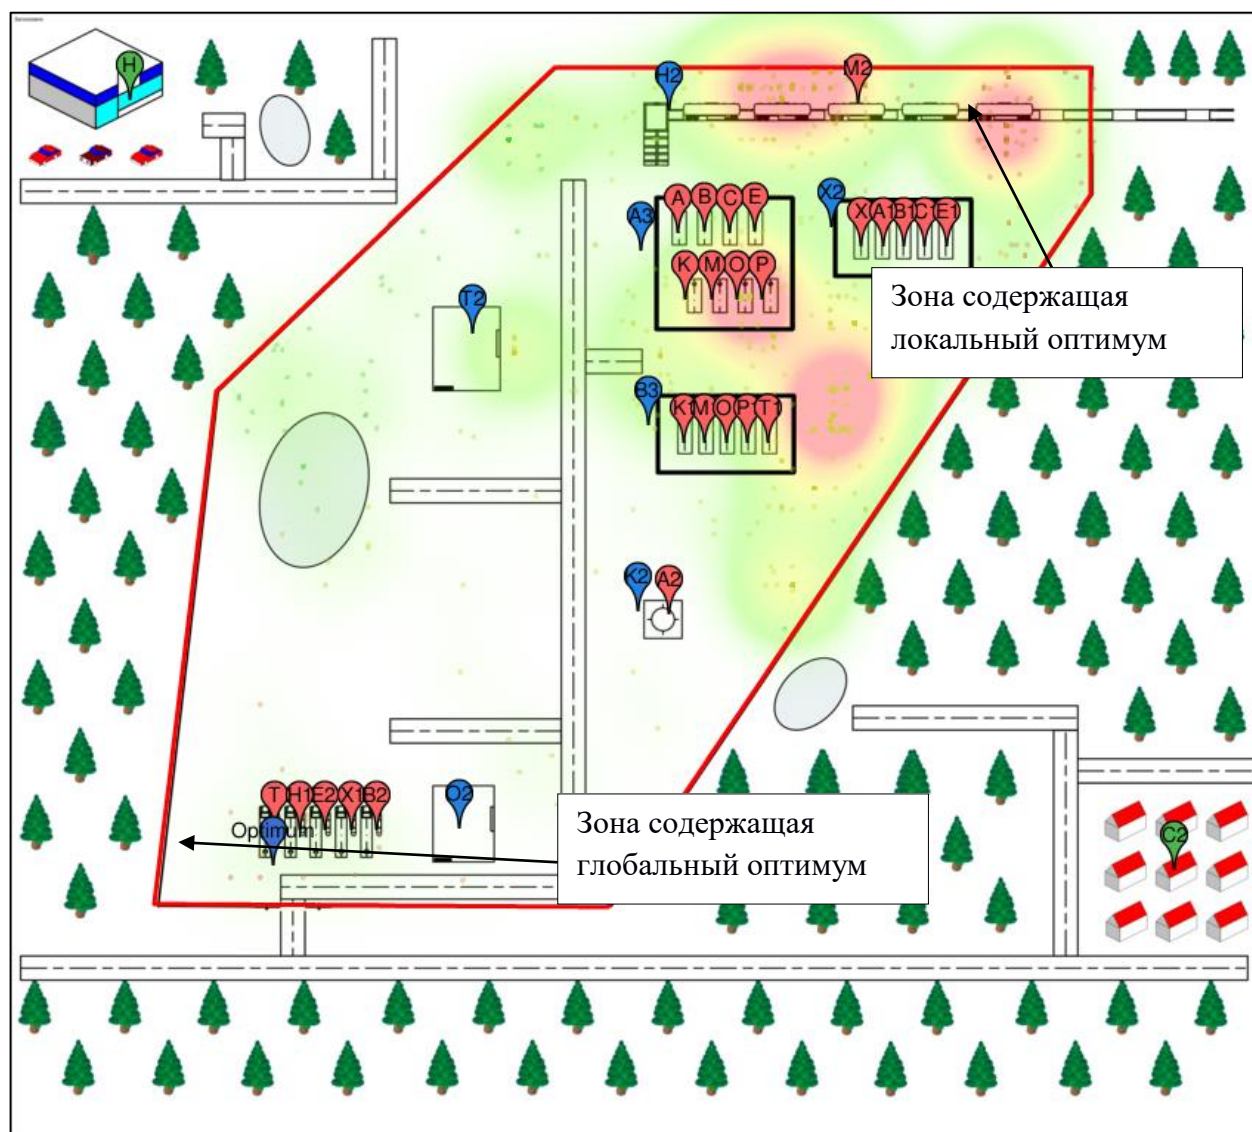 H
H2
M2
A
B
C
E
A3
X2
X
A1
B1
C1
E1
K
M
O
P
T2
Зона содержащая
локальный оптимум
B3
K1
M1
O1
P1
T1
K2
A2
T
H1
E2
X1
B2
O2
Optimum
Зона содержащая
глобальный оптимум
C2